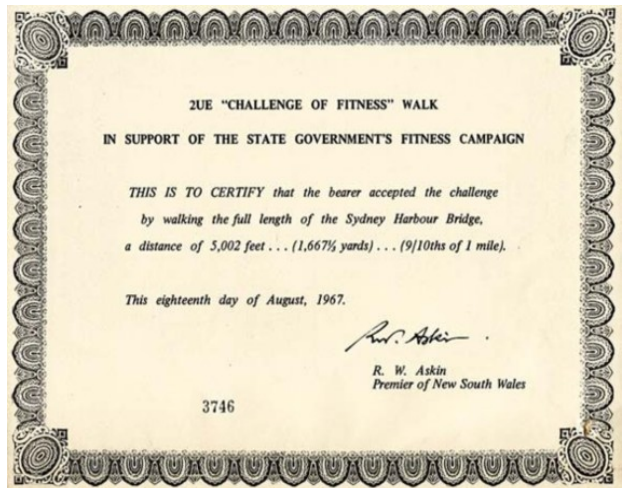 2UE "CHALLENGE OF FITNESS" WALK
IN SUPPORT OF THE STATE GOVERNMENT'S FITNESS CAMPAIGN
THIS IS TO CERTIFY that the bearer accepted the challenge
by walking the full length of the Sydney Harbour Bridge,
a distance of 5,002 feet . . . (1,667⅓ yards) . . . (9/10ths of 1 mile).
This eighteenth day of August, 1967.
R.W. Askin .
R. W. Askin
Premier of New South Wales
3746